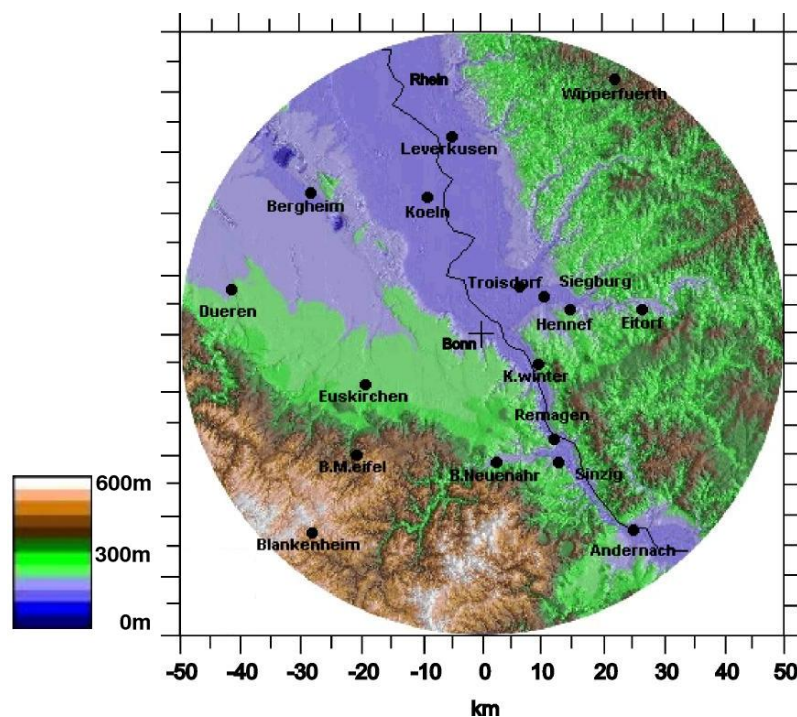 Rhein
Wipperfuerth
Leverkusen
Bergheim
Koeln
Troisdorf
Siegburg
Dueren
Hennef
Eitorf
Bonn
K.winter
Euskirchen
Remagen
B.M.eifel
B.Neuenahr
Sinzig
Blankenheim
Andernach
600m
300m
0m
-50 -40 -30 -20 -10 0 10 20 30 40 50
km